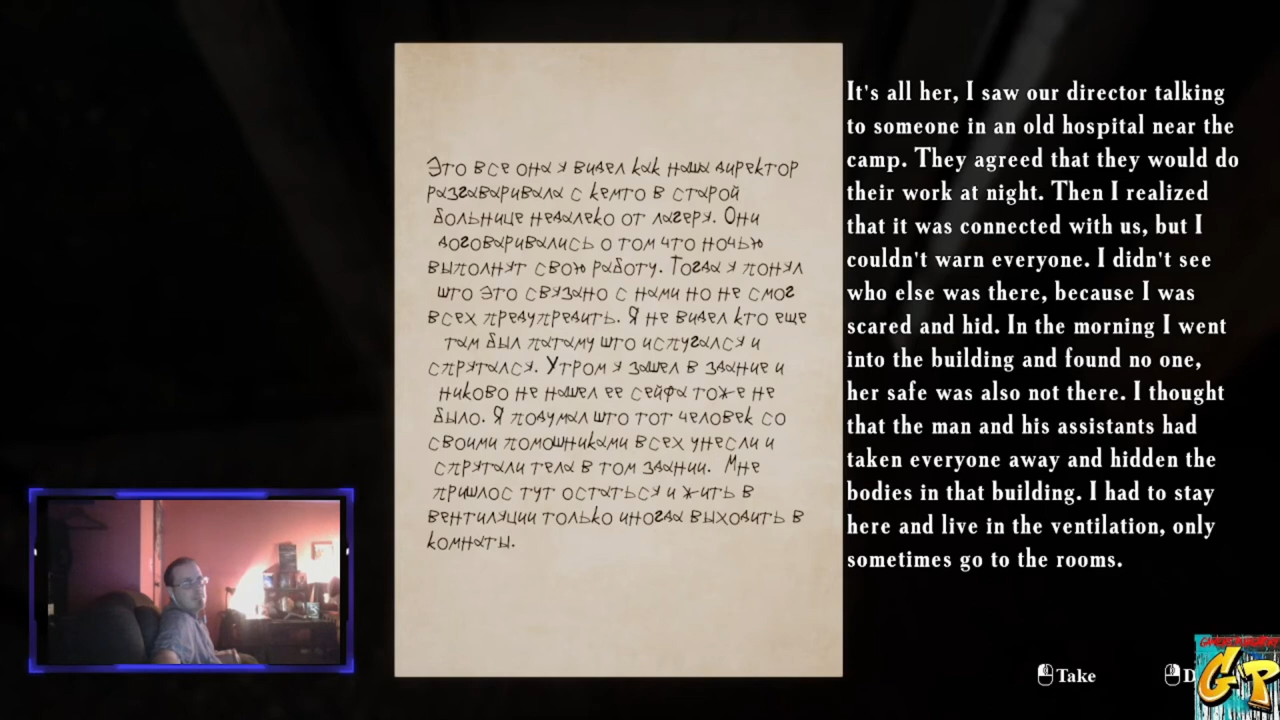 Это все она я видел как наша директор
разгаваривала с кемто в старой
больнице недалеко от лагеря. Они
договаривались о том что ночью
выполнят свою работу. Тогда я понял
што это связано с нами но не смог
всех предупредить. Я не видел кто еще
там был патаму што испугался и
спрятался. Утром я зашел в здание и
никово не нашел ее сейфа тоже не
было. Я подумал што тот человек со
своими помошниками всех унесли и
спрятали тела в том здании. Мне
пришлос тут остаться и жить в
вентиляции только иногда выходить в
комнаты.
It's all her, I saw our director talking
to someone in an old hospital near the
camp. They agreed that they would do
their work at night. Then I realized
that it was connected with us, but I
couldn't warn everyone. I didn't see
who else was there, because I was
scared and hid. In the morning I went
into the building and found no one,
her safe was also not there. I thought
that the man and his assistants had
taken everyone away and hidden the
bodies in that building. I had to stay
here and live in the ventilation, only
sometimes go to the rooms.
Take
GP